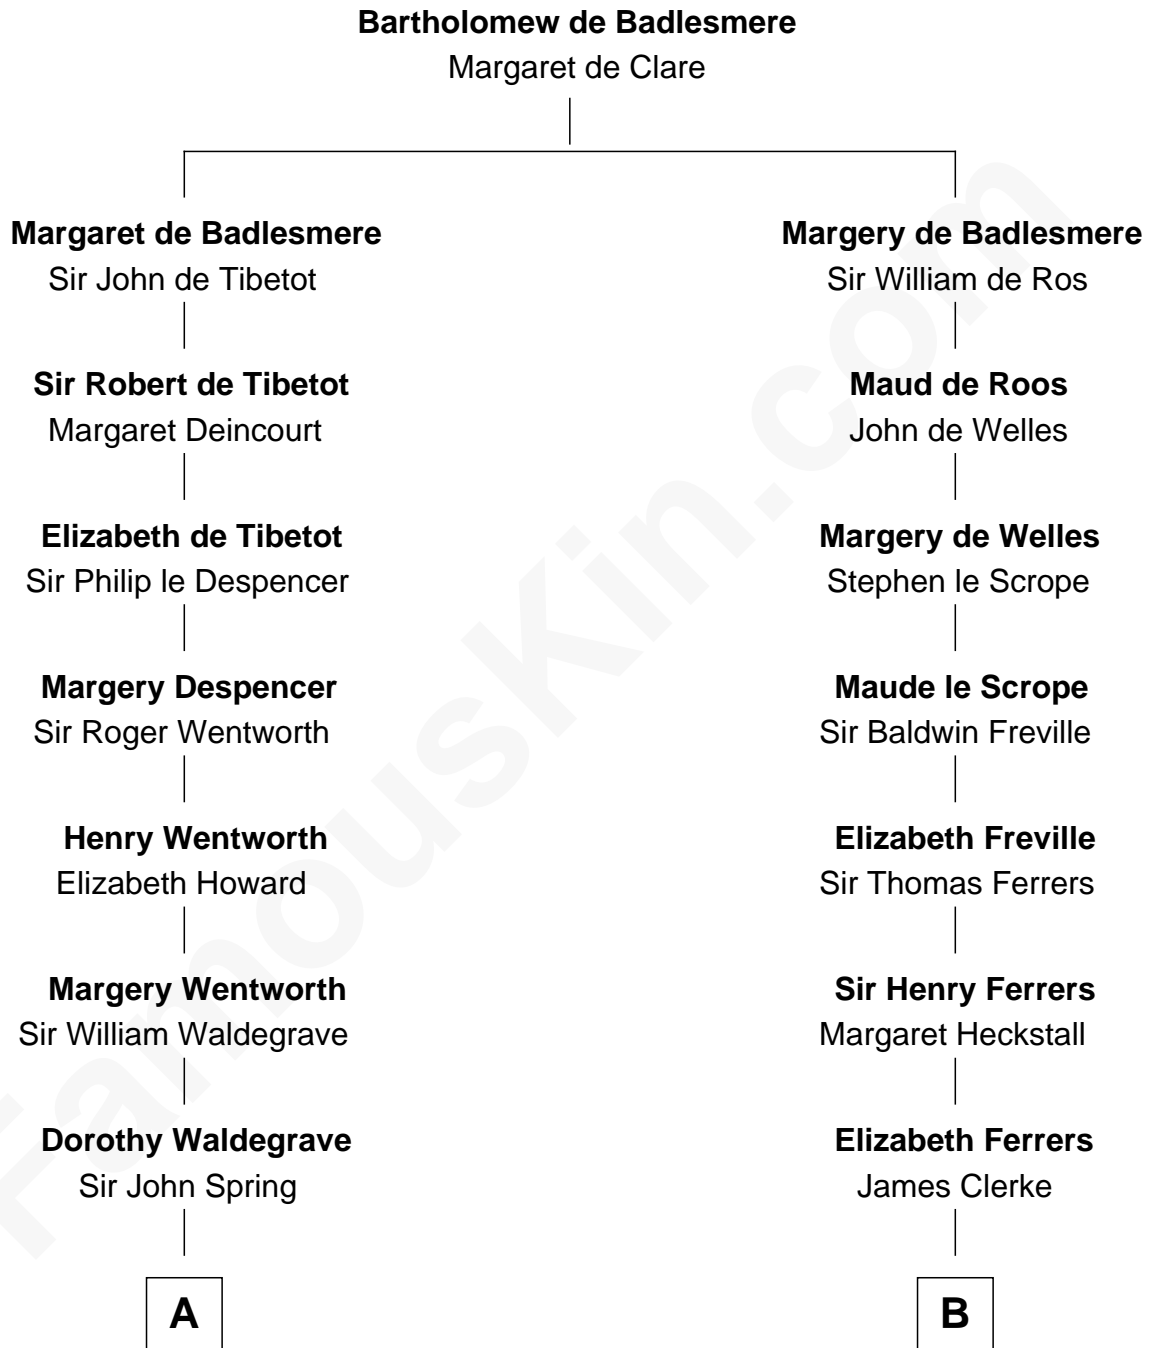 Bartholomew de Badlesmere
Margaret de Clare
Margaret de Badlesmere
Sir John de Tibetot
Margery de Badlesmere
Sir William de Ros
Sir Robert de Tibetot
Margaret Deincourt
Maud de Roos
John de Welles
Elizabeth de Tibetot
Sir Philip le Despencer
Margery de Welles
Stephen le Scrope
Margery Despencer
Sir Roger Wentworth
Maude le Scrope
Sir Baldwin Freville
Henry Wentworth
Elizabeth Howard
Elizabeth Freville
Sir Thomas Ferrers
Margery Wentworth
Sir William Waldegrave
Sir Henry Ferrers
Margaret Heckstall
Dorothy Waldegrave
Sir John Spring
Elizabeth Ferrers
James Clerke
A
B
FamousKin.com